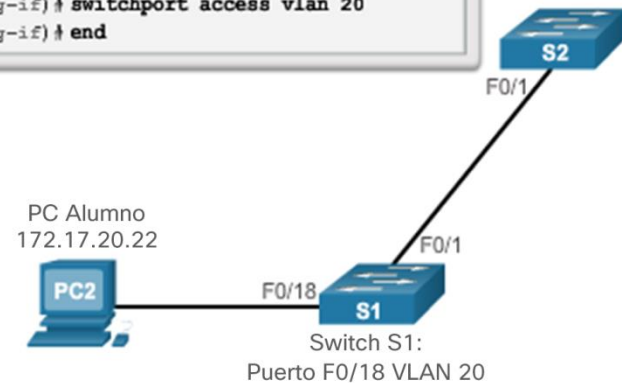 -if)# switchport access vlan 20
-if)# end
S2
F0/1
PC Alumno
172.17.20.22
F0/1
PC2
F0/18
S1
Switch S1:
Puerto F0/18 VLAN 20